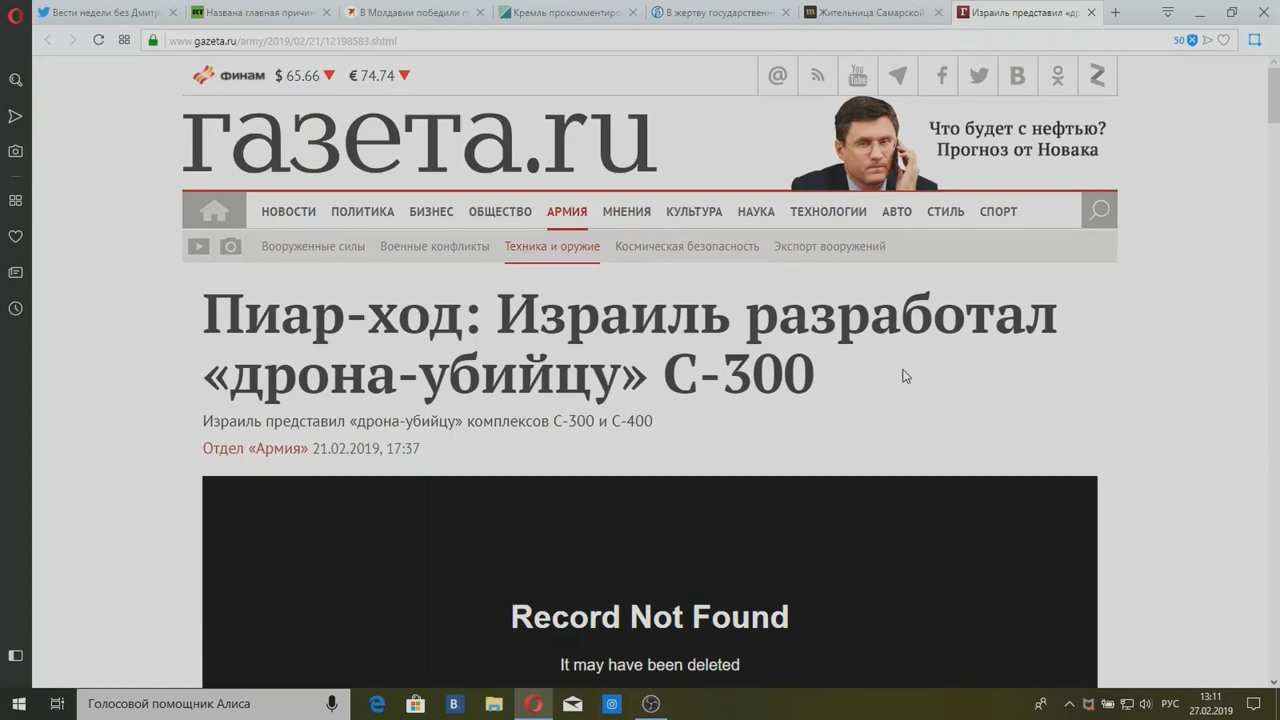 Вести недели без Дмитр
Названа главная причин
В Молдавии победили п
Кремль прокомментиро
В жертву государственн
Жительница Самарской
Израиль представил «др
www.gazeta.ru/army/2019/02/21/12198583.shtml
50
ФИНАМ
$ 65.66
€ 74.74
газета.ru
Что будет с нефтью?
Прогноз от Новака
НОВОСТИ
ПОЛИТИКА
БИЗНЕС
ОБЩЕСТВО
АРМИЯ
МНЕНИЯ
КУЛЬТУРА
НАУКА
ТЕХНОЛОГИИ
АВТО
СТИЛЬ
СПОРТ
Вооруженные силы
Военные конфликты
Техника и оружие
Космическая безопасность
Экспорт вооружений
Пиар-ход: Израиль разработал
«дрона-убийцу» С-300
Израиль представил «дрона-убийцу» комплексов С-300 и С-400
Отдел «Армия» 21.02.2019, 17:37
Record Not Found
It may have been deleted
Голосовой помощник Алиса
РУС
13:11
27.02.2019